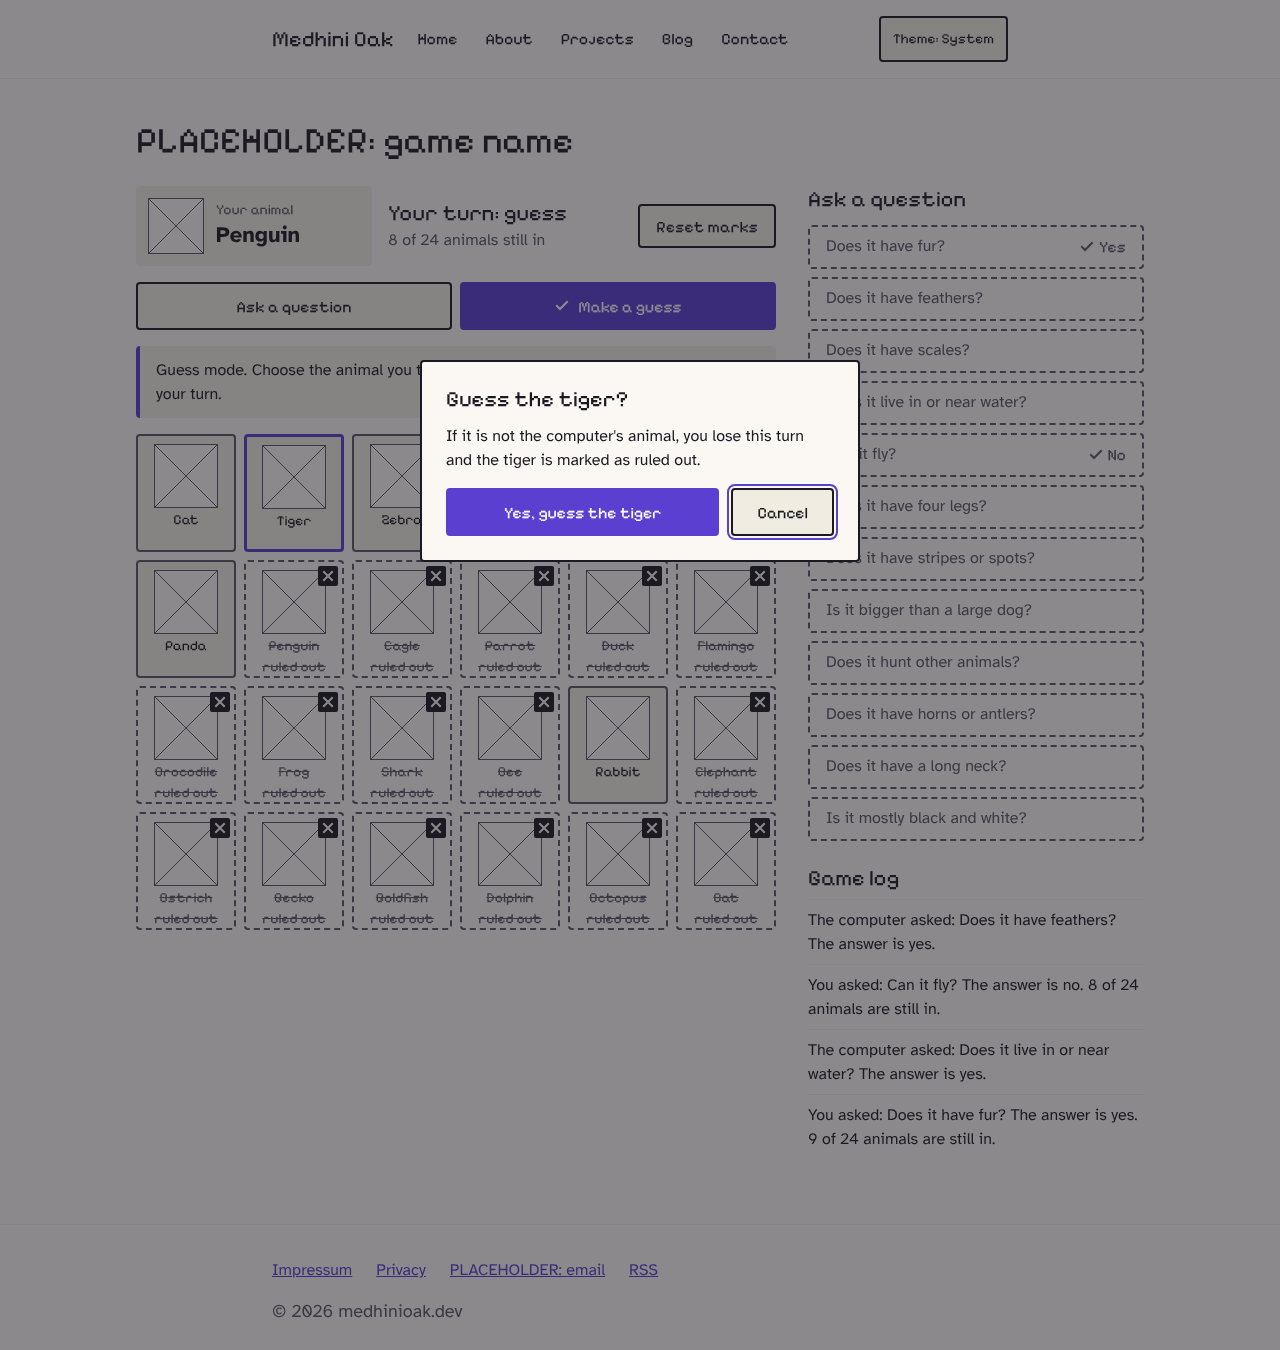 Medhini Oak Home About Projects Blog Contact Theme: System
PLACEHOLDER: game name
Your animal
Penguin
Your turn: guess
8 of 24 animals still in
Reset marks
Ask a question
Make a guess
Guess mode. Choose the animal you
your turn.
Guess the tiger?
If it is not the computer's animal, you lose this turn
and the tiger is marked as ruled out.
Yes, guess the tiger
Cancel
Cat Tiger Zebra
Panda Penguin Eagle Parrot Duck Flamingo
ruled out ruled out ruled out ruled out ruled out
Crocodile Frog Shark Bee Rabbit Elephant
ruled out ruled out ruled out ruled out ruled out
Ostrich Gecko Goldfish Dolphin Octopus Bat
ruled out ruled out ruled out ruled out ruled out ruled out
Ask a question
Does it have fur? Yes
Does it have feathers?
Does it have scales?
it live in or near water?
it fly? No
it have four legs?
it have stripes or spots?
Is it bigger than a large dog?
Does it hunt other animals?
Does it have horns or antlers?
Does it have a long neck?
Is it mostly black and white?
Game log
The computer asked: Does it have feathers?
The answer is yes.
You asked: Can it fly? The answer is no. 8 of 24
animals are still in.
The computer asked: Does it live in or near
water? The answer is yes.
You asked: Does it have fur? The answer is yes.
9 of 24 animals are still in.
Impressum Privacy PLACEHOLDER: email RSS
© 2026 medhinioak.dev